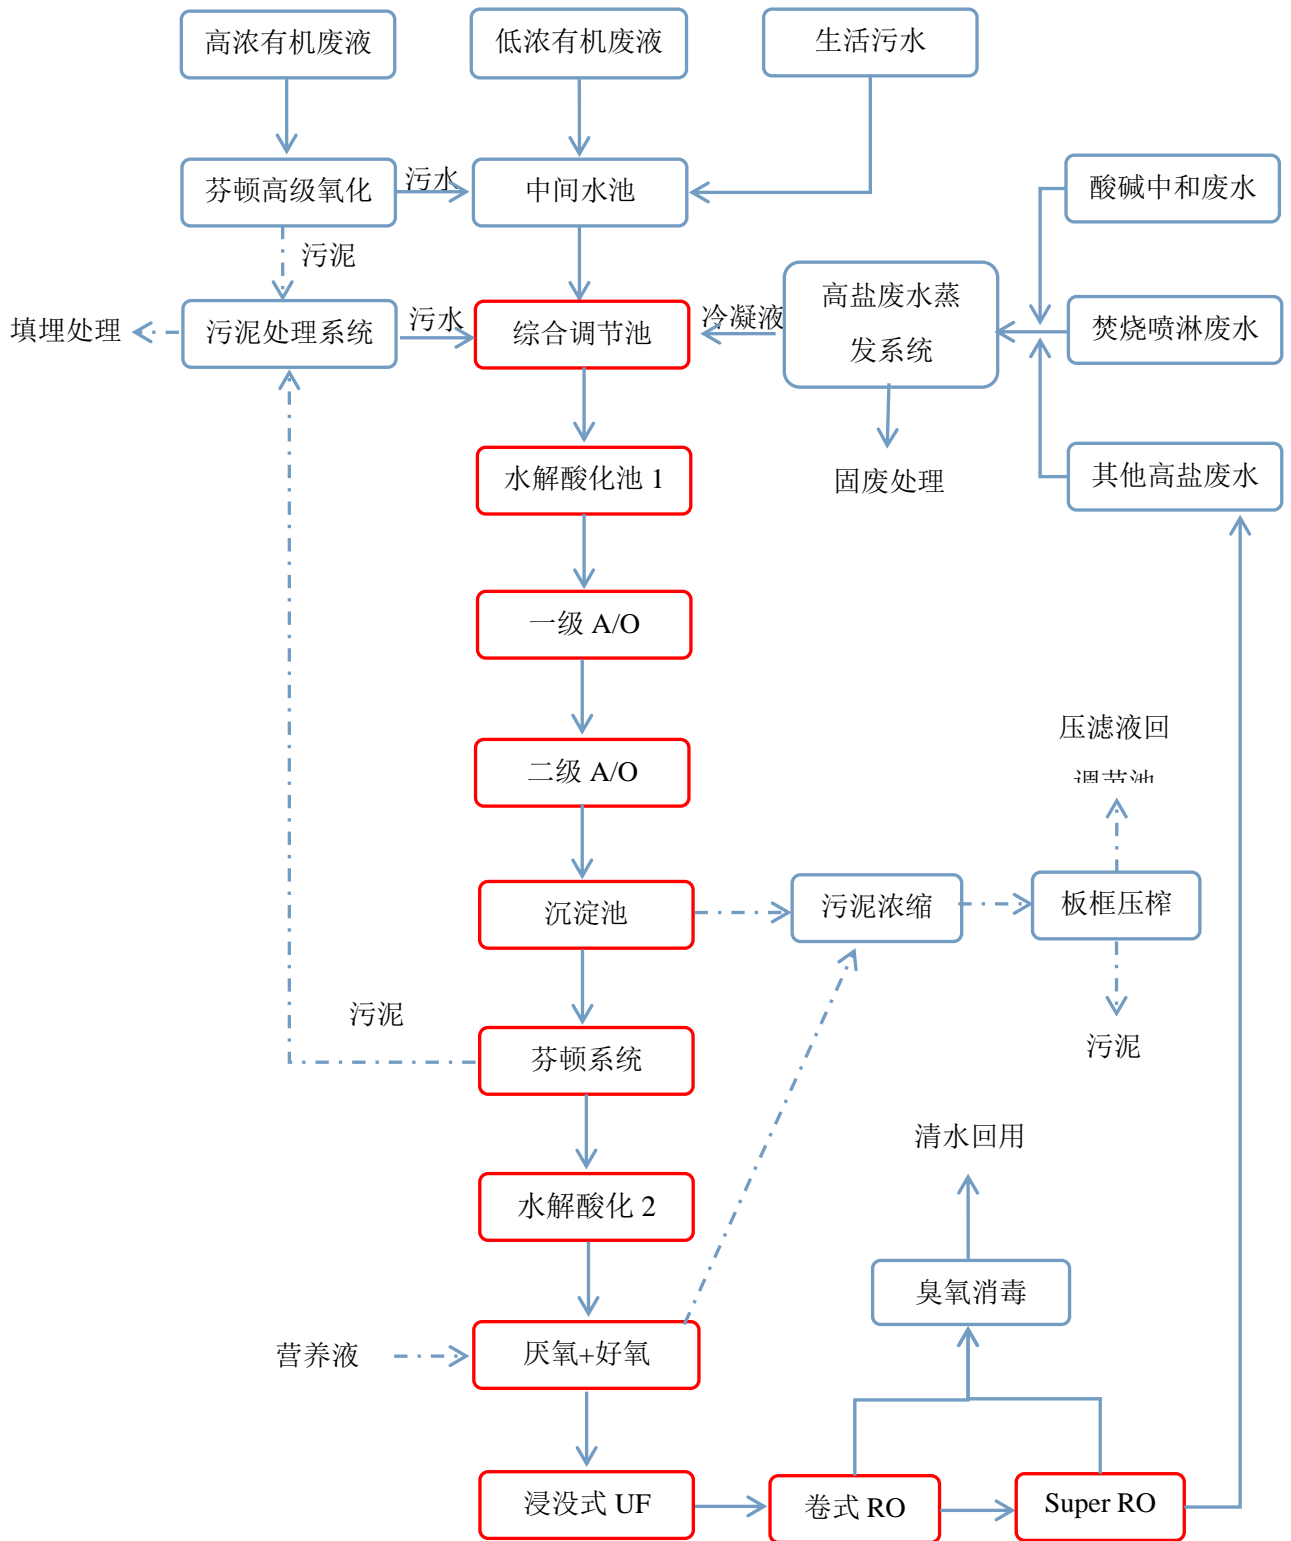 高浓有机废液
低浓有机废液
生活污水
芬顿高级氧化
污水
中间水池
酸碱中和废水
污泥
填埋处理
污泥处理系统
污水
综合调节池
冷凝液
高盐废水蒸
发系统
焚烧喷淋废水
水解酸化池 1
固废处理
其他高盐废水
一级 A/O
二级 A/O
压滤液回
调节池
沉淀池
污泥浓缩
板框压榨
污泥
芬顿系统
污泥
清水回用
水解酸化 2
臭氧消毒
营养液
厌氧+好氧
浸没式 UF
卷式 RO
Super RO